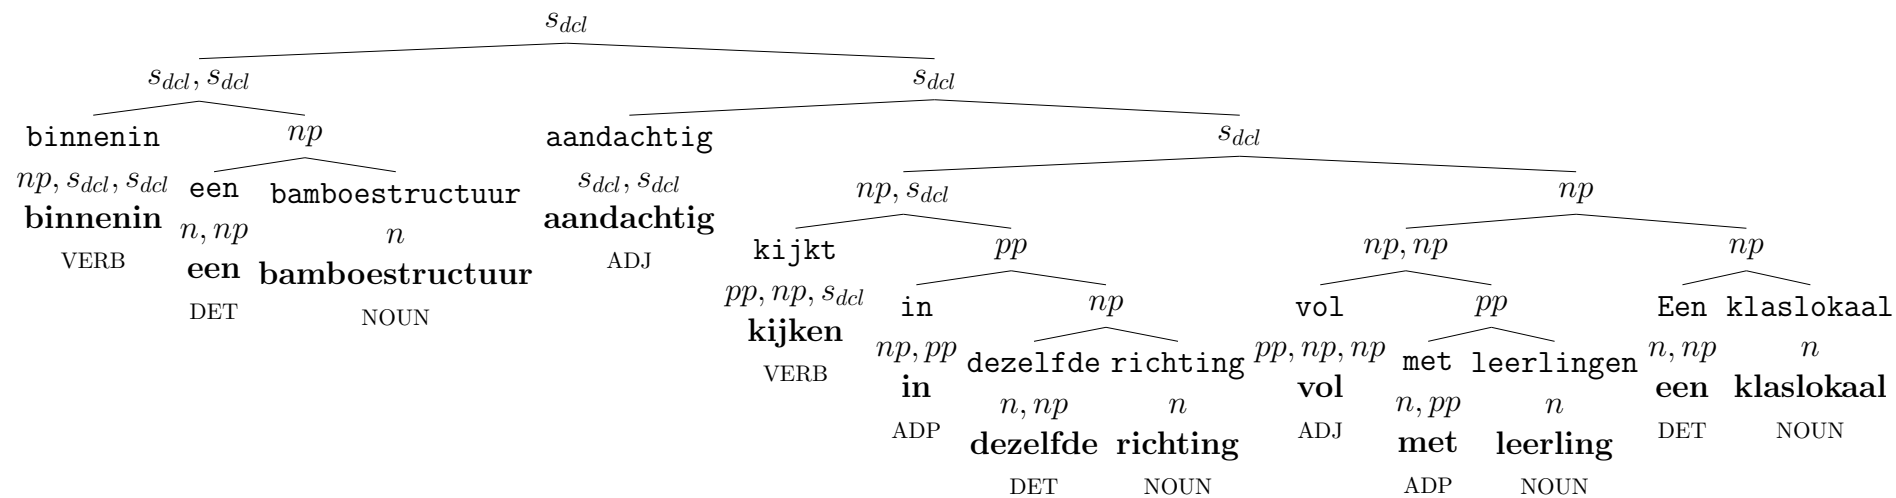 s_dcl
s_dcl, s_dcl s_dcl
binnenin np aandachtig s_dcl
np, s_dcl, s_dcl een bamboestructuur s_dcl, s_dcl np, s_dcl np
binnenin n, np n aandachtig kijkt pp np, np np
VERB een bamboestructuur ADJ pp, np, s_dcl in np vol pp Een klaslokaal
DET NOUN kijken np, pp dezelfde richting pp, np, np met leerlingen n, np n
VERB in n, np n vol n, pp n een klaslokaal
ADP dezelfde richting ADJ met leerling DET NOUN
DET NOUN ADP NOUN